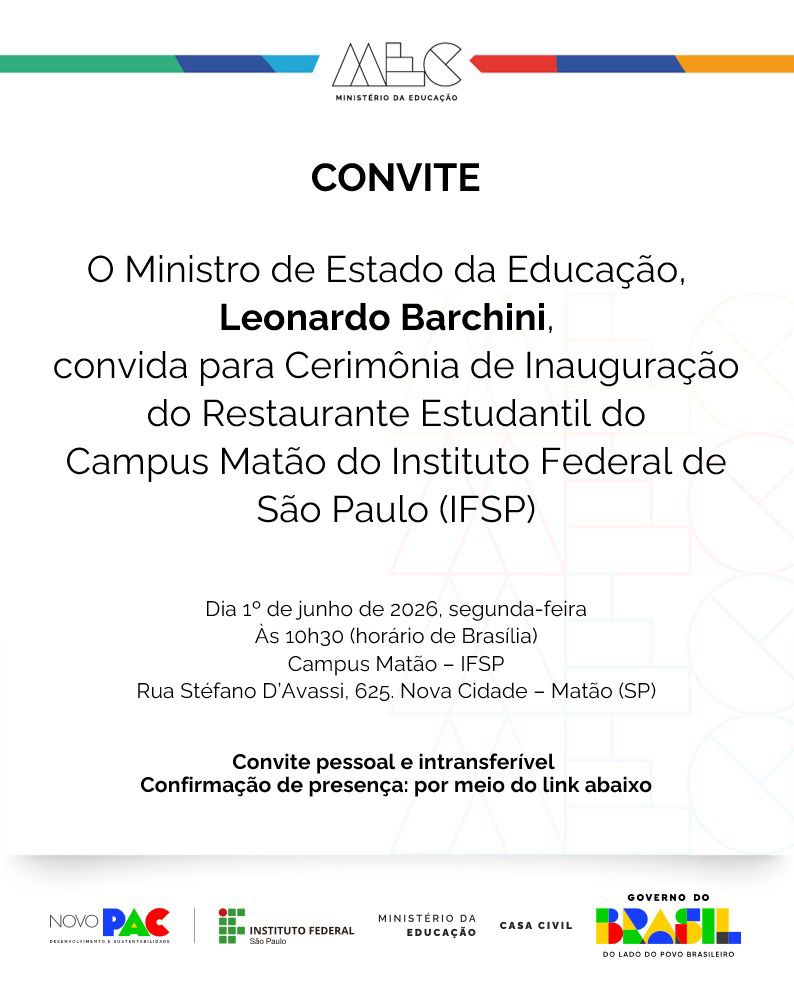 MEC
MINISTÉRIO DA EDUCAÇÃO
CONVITE
O Ministro de Estado da Educação,
Leonardo Barchini,
convida para Cerimônia de Inauguração
do Restaurante Estudantil do
Campus Matão do Instituto Federal de
São Paulo (IFSP)
Dia 1º de junho de 2026, segunda-feira
Às 10h30 (horário de Brasília)
Campus Matão – IFSP
Rua Stéfano D'Avassi, 625. Nova Cidade – Matão (SP)
Convite pessoal e intransferível
Confirmação de presença: por meio do link abaixo
NOVO PAC
DESENVOLVIMENTO E SUSTENTABILIDADE
INSTITUTO FEDERAL
São Paulo
MINISTÉRIO DA
EDUCAÇÃO
CASA CIVIL
GOVERNO DO
BRASIL
DO LADO DO POVO BRASILEIRO